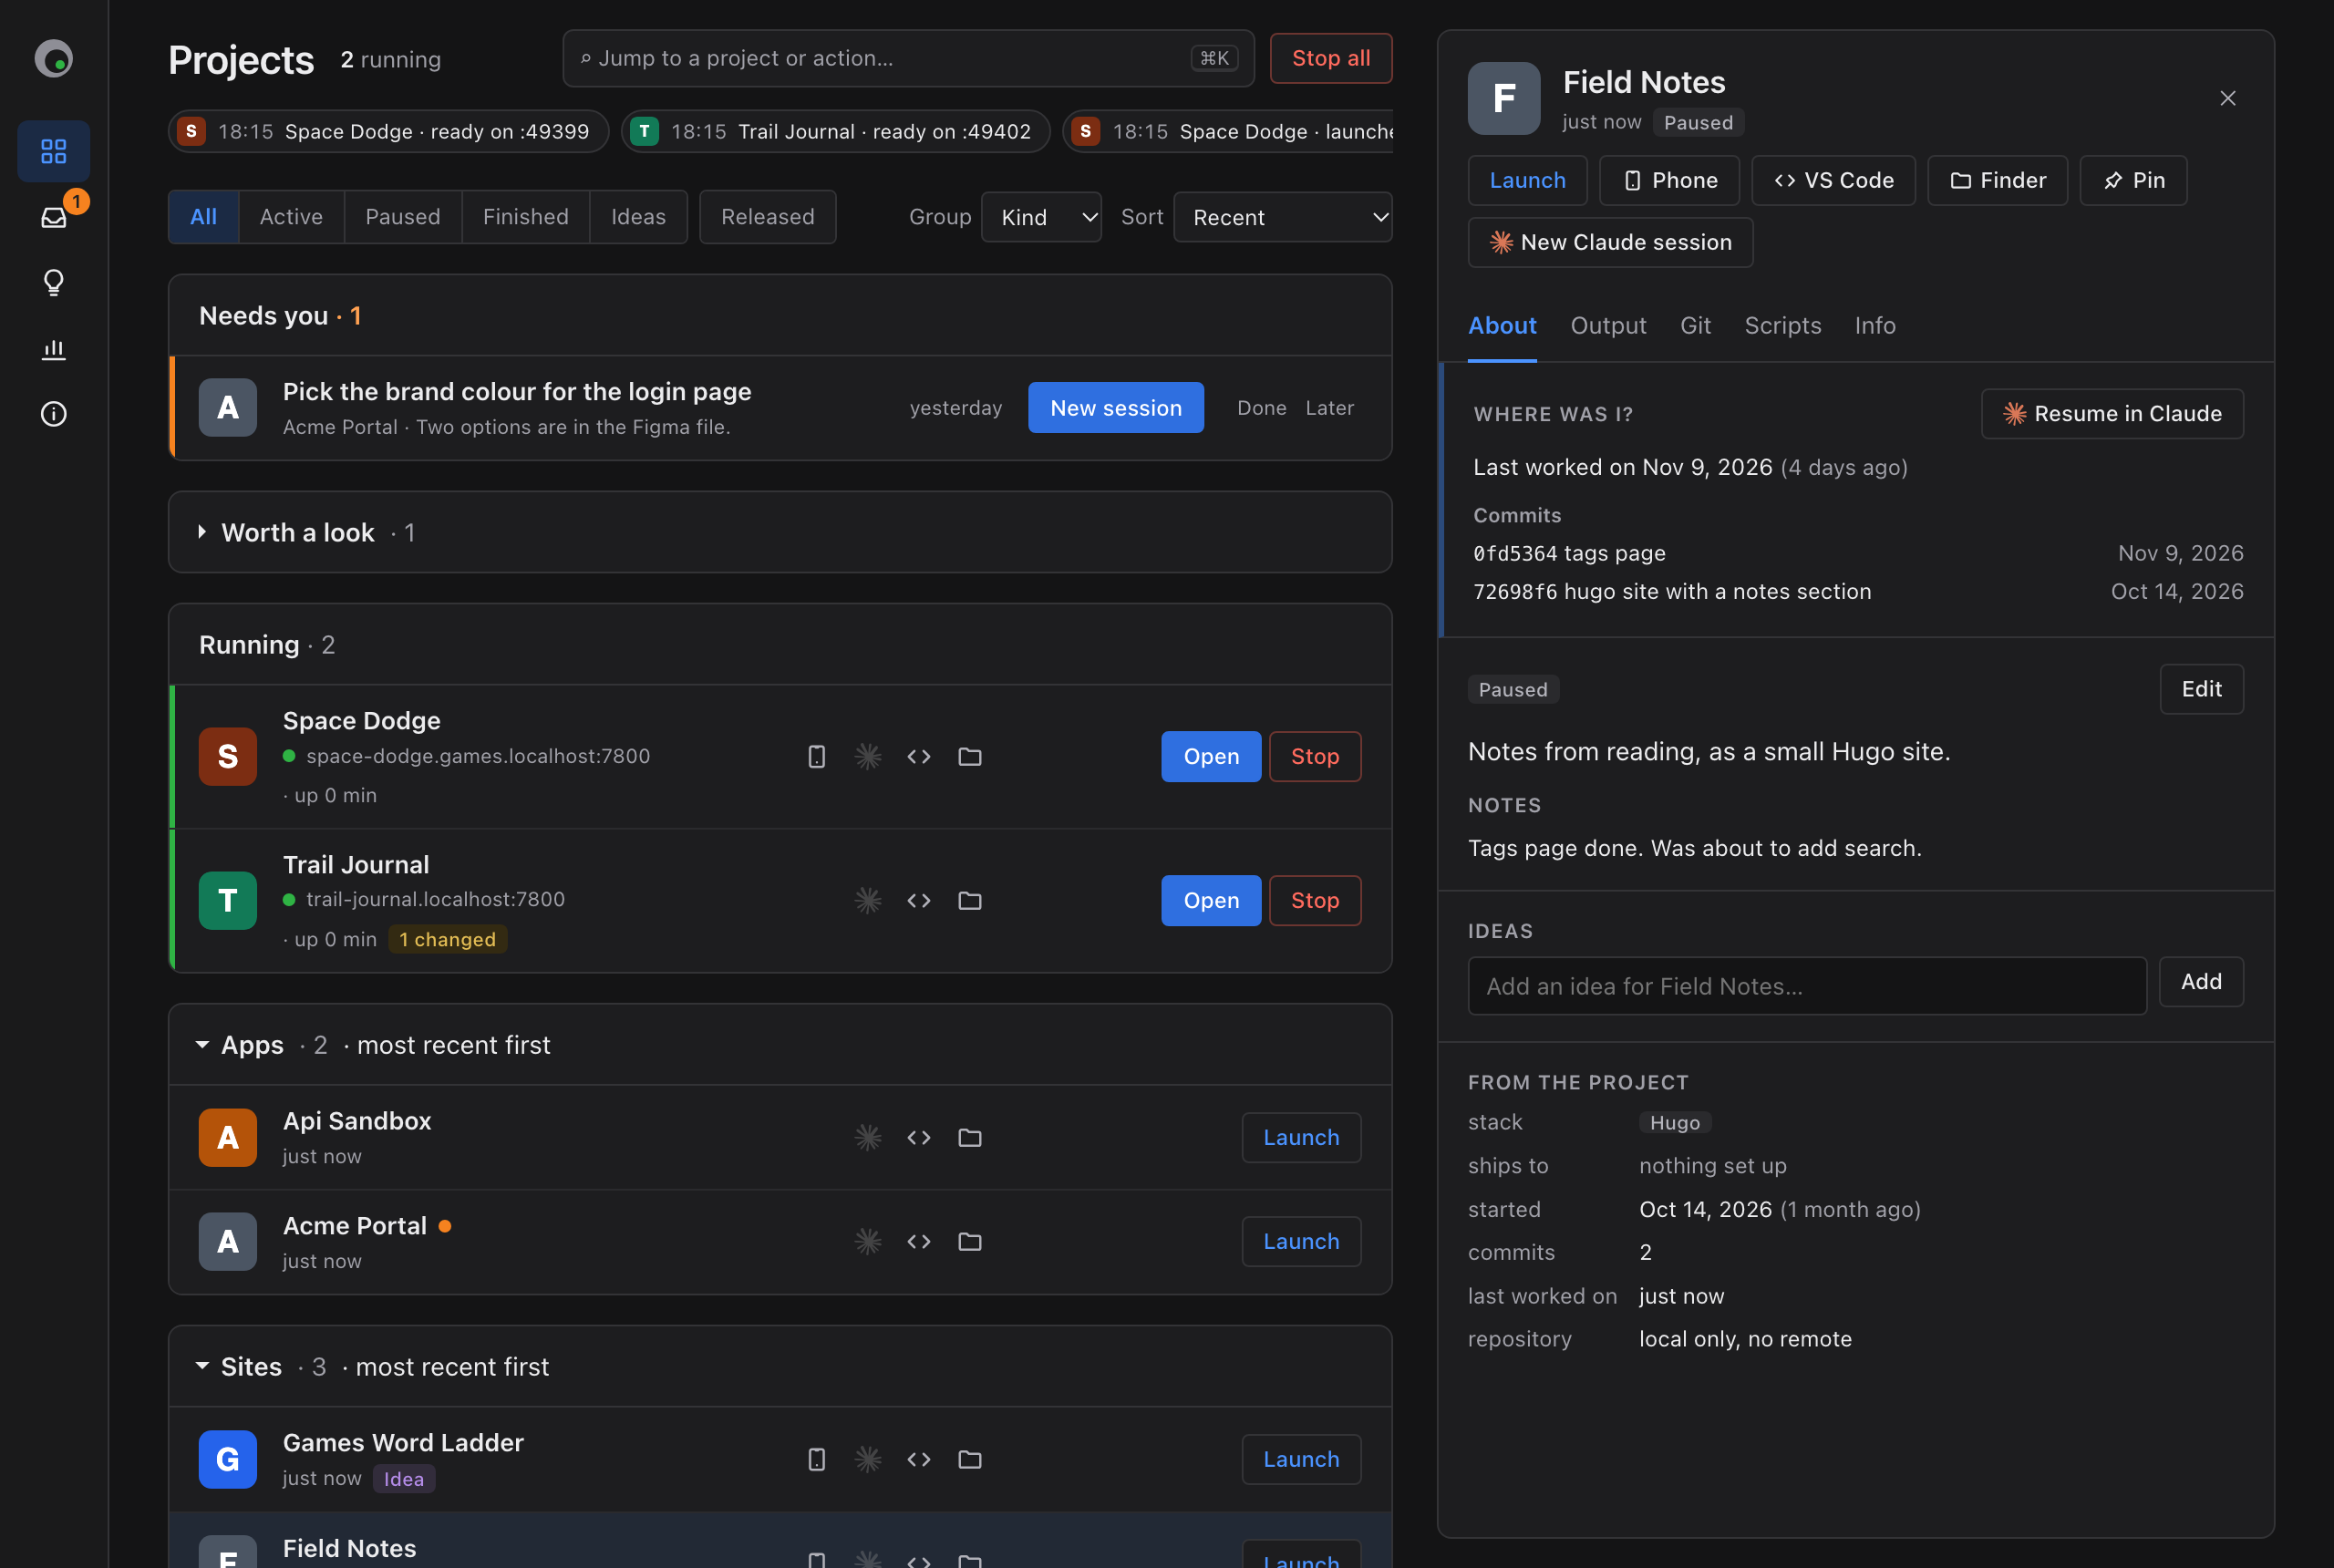 Projects 2 running
Jump to a project or action... ⌘K
Stop all
S 18:15 Space Dodge · ready on :49399
T 18:15 Trail Journal · ready on :49402
S 18:15 Space Dodge · launche
1
All Active Paused Finished Ideas Released
Group Kind Sort Recent
Needs you · 1
A
Pick the brand colour for the login page
Acme Portal · Two options are in the Figma file.
yesterday New session Done Later
Worth a look · 1
Running · 2
S
Space Dodge
space-dodge.games.localhost:7800
· up 0 min
Open Stop
T
Trail Journal
trail-journal.localhost:7800
· up 0 min 1 changed
Open Stop
Apps · 2 · most recent first
A
Api Sandbox
just now
Launch
A
Acme Portal
just now
Launch
Sites · 3 · most recent first
G
Games Word Ladder
just now Idea
Launch
F
Field Notes
Launch
F
Field Notes
just now Paused
Launch Phone VS Code Finder Pin
New Claude session
About Output Git Scripts Info
WHERE WAS I?
Resume in Claude
Last worked on Nov 9, 2026 (4 days ago)
Commits
0fd5364 tags page Nov 9, 2026
72698f6 hugo site with a notes section Oct 14, 2026
Paused Edit
Notes from reading, as a small Hugo site.
NOTES
Tags page done. Was about to add search.
IDEAS
Add an idea for Field Notes... Add
FROM THE PROJECT
stack Hugo
ships to nothing set up
started Oct 14, 2026 (1 month ago)
commits 2
last worked on just now
repository local only, no remote